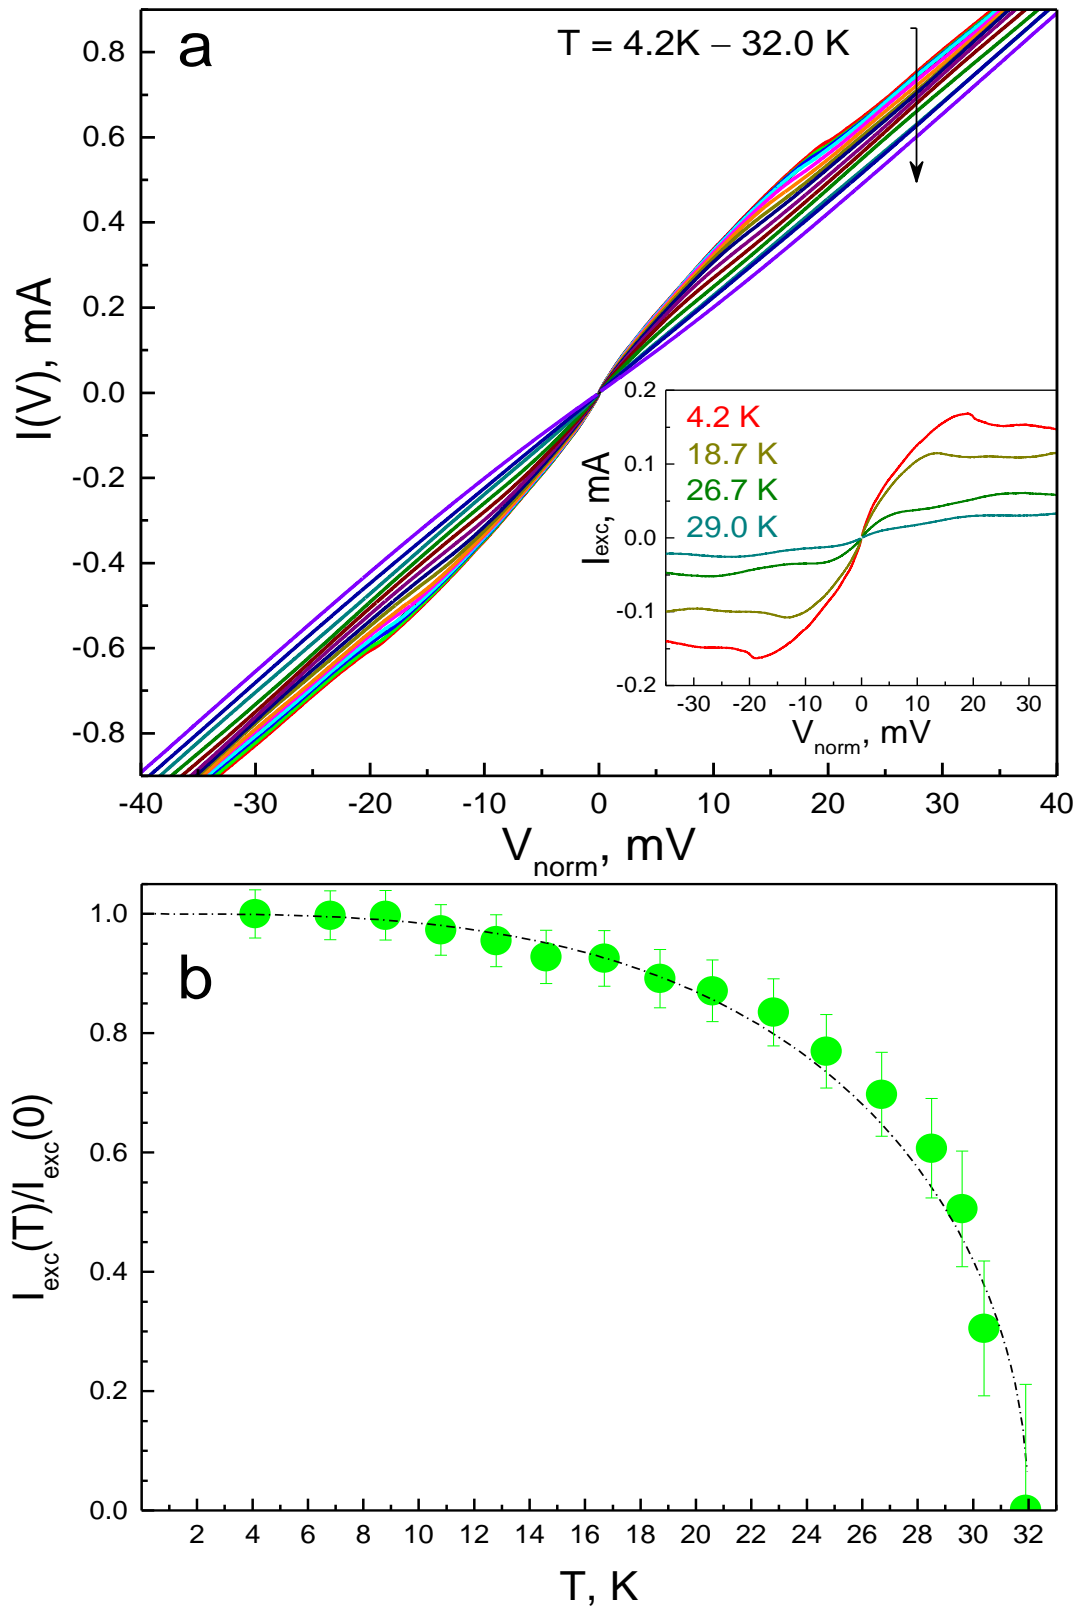 a
T = 4.2K – 32.0 K
I(V), mA
0.8
0.6
0.4
0.2
0.0
-0.2
-0.4
-0.6
-0.8
-40 -30 -20 -10 0 10 20 30 40
V_norm, mV
4.2 K
18.7 K
26.7 K
29.0 K
I_exc, mA
0.2
0.1
0.0
-0.1
-0.2
-30 -20 -10 0 10 20 30
V_norm, mV
b
I_exc(T)/I_exc(0)
1.0
0.8
0.6
0.4
0.2
0.0
2 4 6 8 10 12 14 16 18 20 22 24 26 28 30 32
T, K